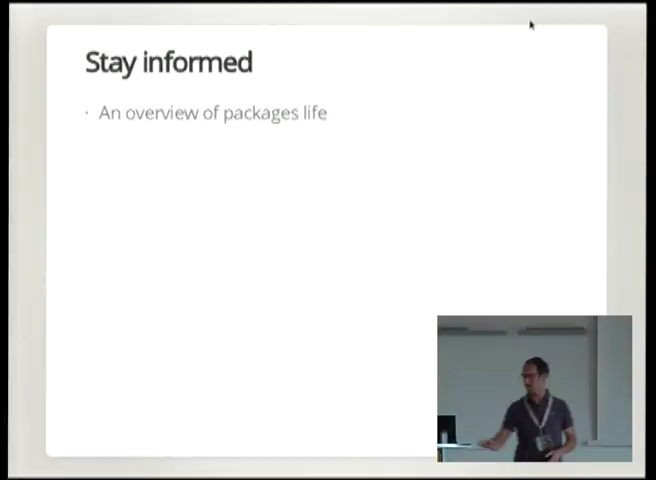 Stay informed
· An overview of packages life